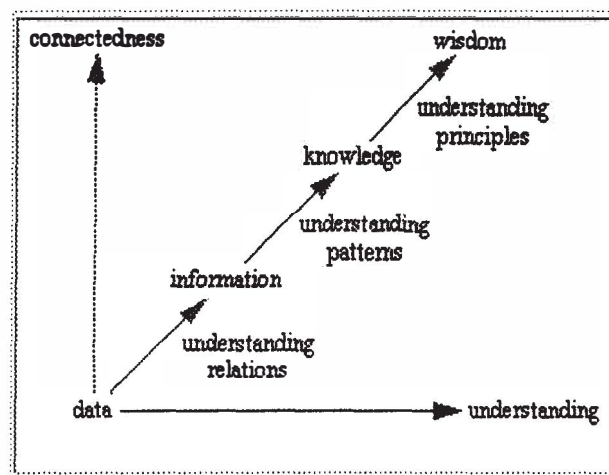 connectedness
wisdom
understanding
principles
knowledge
understanding
patterns
information
understanding
relations
data
understanding